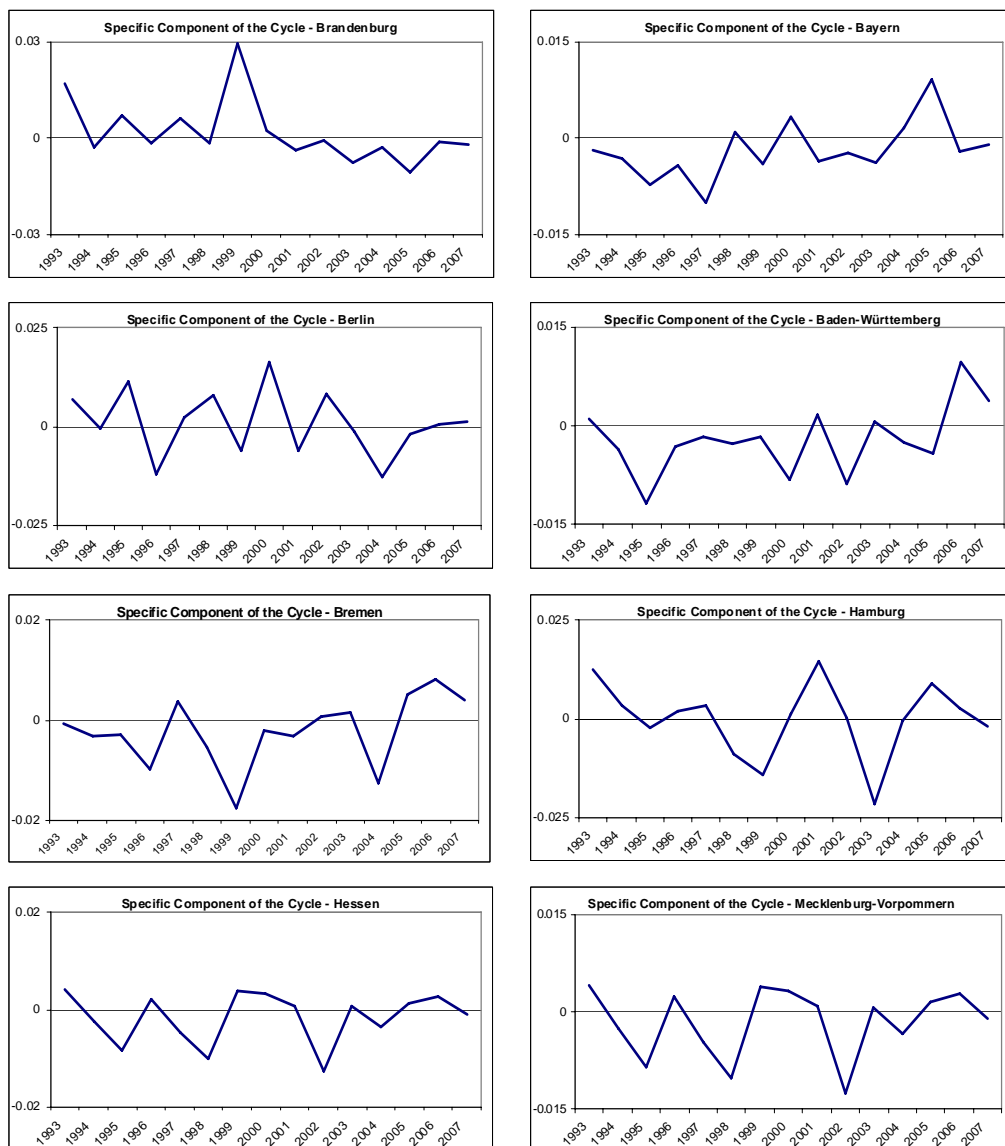 Specific Component of the Cycle - Brandenburg
0.03
0
-0.03
1993 1994 1995 1996 1997 1998 1999 2000 2001 2002 2003 2004 2005 2006 2007
Specific Component of the Cycle - Bayern
0.015
0
-0.015
1993 1994 1995 1996 1997 1998 1999 2000 2001 2002 2003 2004 2005 2006 2007
Specific Component of the Cycle - Berlin
0.025
0
-0.025
1993 1994 1995 1996 1997 1998 1999 2000 2001 2002 2003 2004 2005 2006 2007
Specific Component of the Cycle - Baden-Württemberg
0.015
0
-0.015
1993 1994 1995 1996 1997 1998 1999 2000 2001 2002 2003 2004 2005 2006 2007
Specific Component of the Cycle - Bremen
0.02
0
-0.02
1993 1994 1995 1996 1997 1998 1999 2000 2001 2002 2003 2004 2005 2006 2007
Specific Component of the Cycle - Hamburg
0.025
0
-0.025
1993 1994 1995 1996 1997 1998 1999 2000 2001 2002 2003 2004 2005 2006 2007
Specific Component of the Cycle - Hessen
0.02
0
-0.02
1993 1994 1995 1996 1997 1998 1999 2000 2001 2002 2003 2004 2005 2006 2007
Specific Component of the Cycle - Mecklenburg-Vorpommern
0.015
0
-0.015
1993 1994 1995 1996 1997 1998 1999 2000 2001 2002 2003 2004 2005 2006 2007